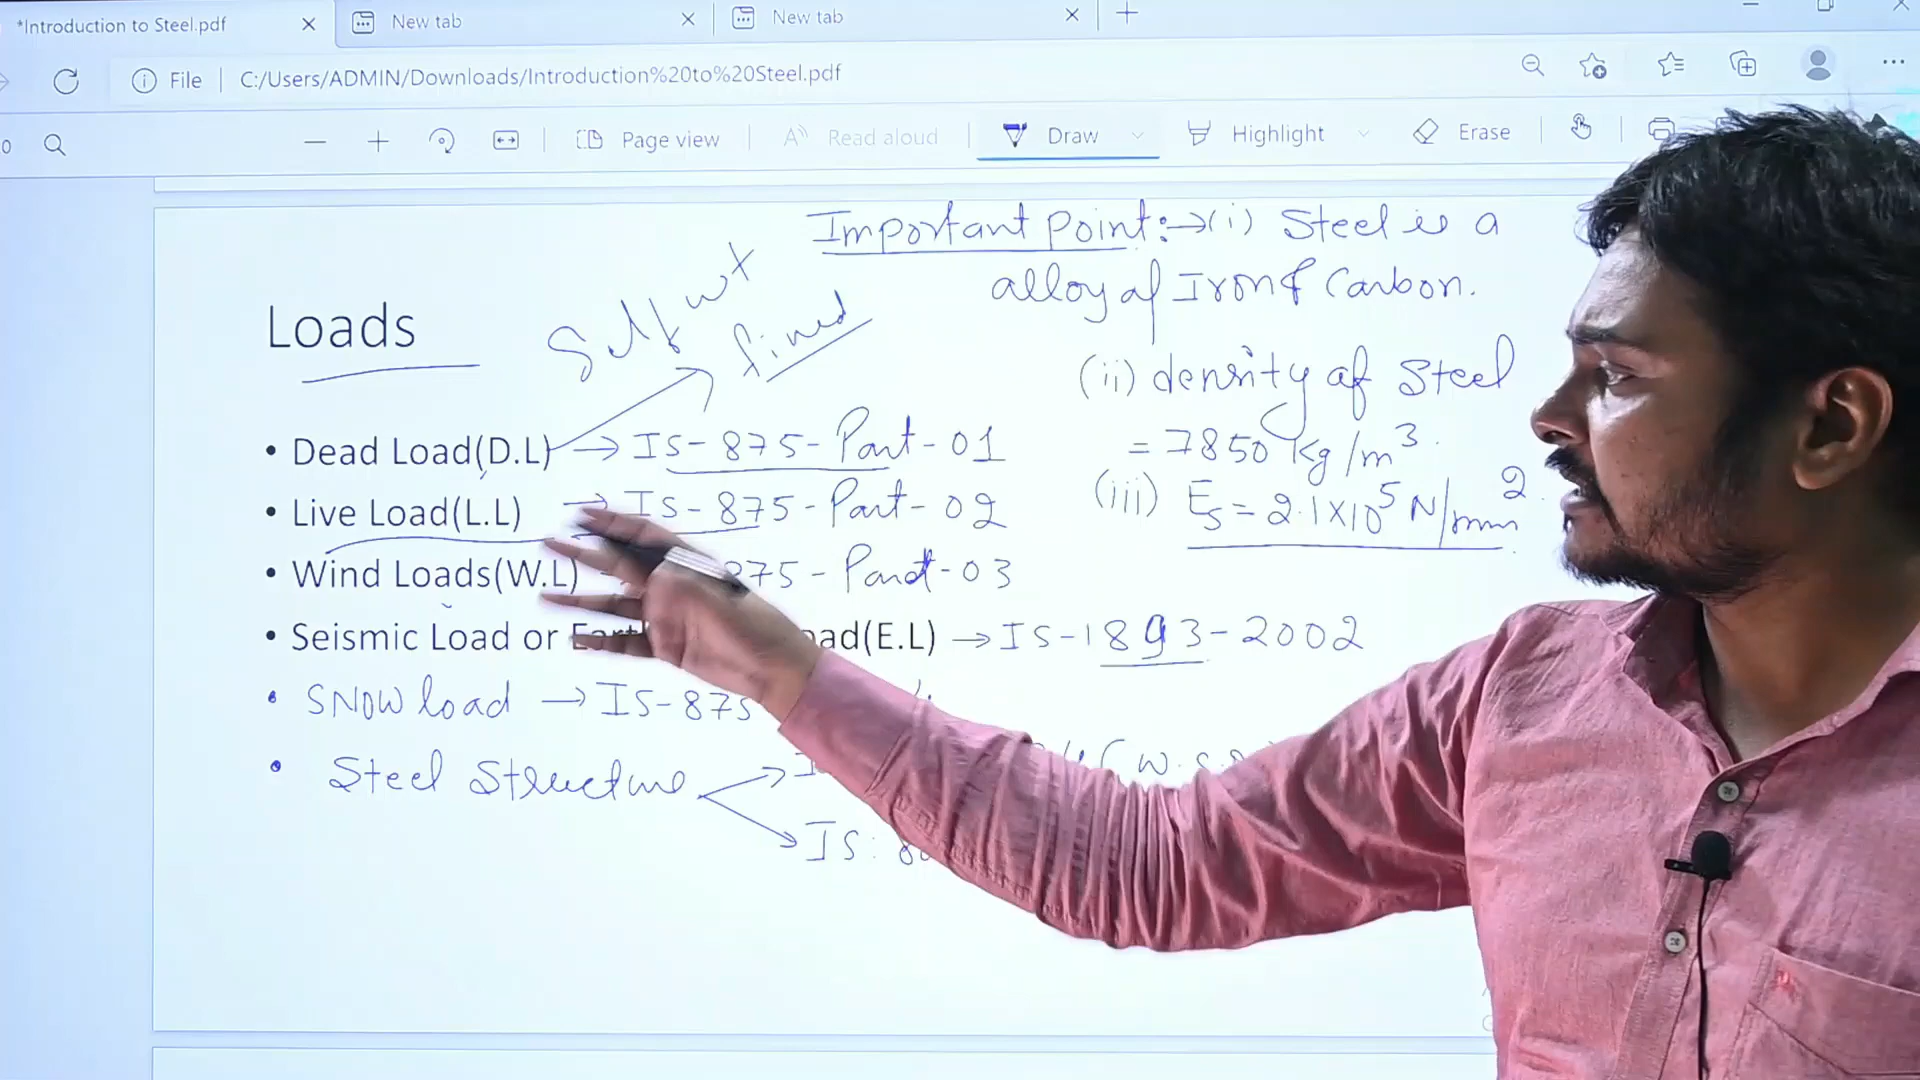 *Introduction to Steel.pdf
New tab
New tab
File
C:/Users/ADMIN/Downloads/Introduction%20to%20Steel.pdf
Page view
Read aloud
Draw
Highlight
Erase
Important Point:→(i) Steel is a
alloy of Iron & Carbon.
Self wt
fixed
Loads
(ii) density of Steel
= 7850 Kg/m3.
(iii) Es = 2.1X10^5 N/mm2.
• Dead Load(D.L) → IS-875-Part-01
• Live Load(L.L) → IS-875-Part-02
• Wind Loads(W.L) 875-Part-03
• Seismic Load or ad(E.L) → IS-1893-2002
• SNOW load → IS-875
• Steel Structure
(W.S.
IS: